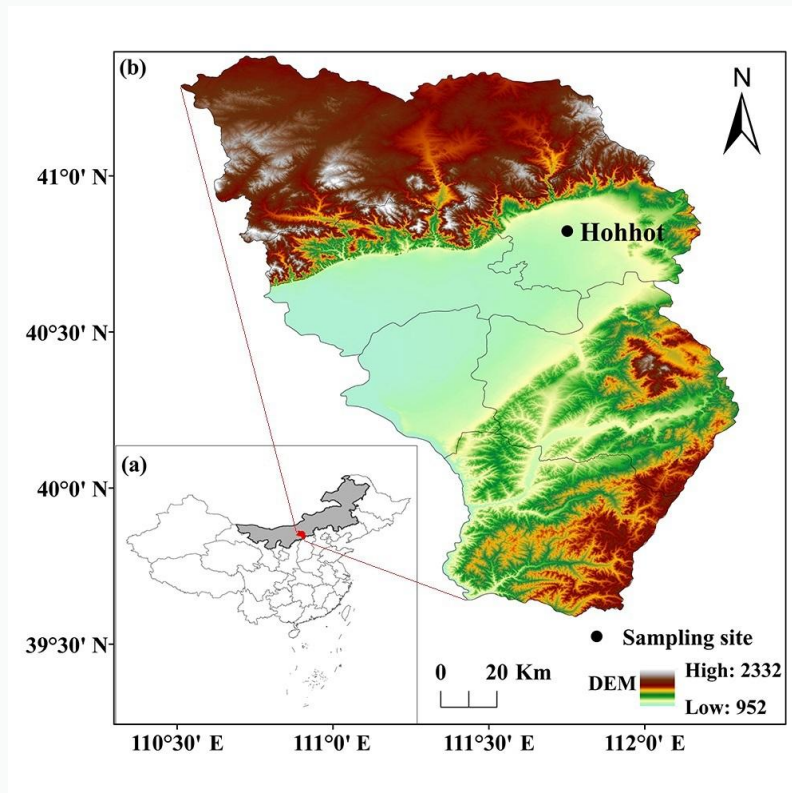 (b)
N
41°0' N
Hohhot
40°30' N
(a)
40°0' N
39°30' N
Sampling site
0 20 Km
DEM
High: 2332
Low: 952
110°30' E 111°0' E 111°30' E 112°0' E